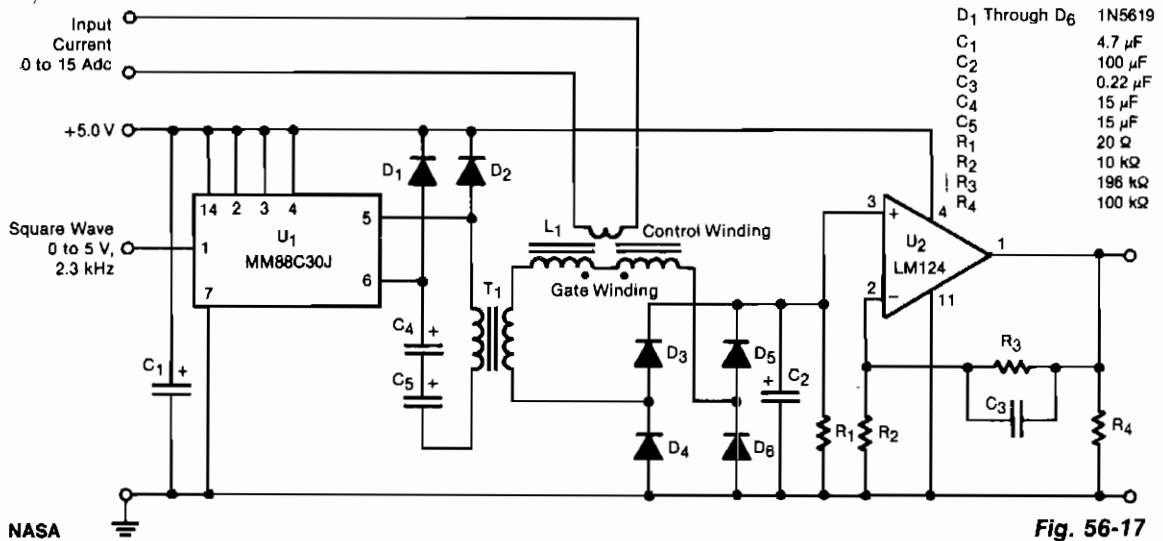 Input
Current
0 to 15 Adc
+5.0 V
Square Wave
0 to 5 V,
2.3 kHz
14
2
3
4
1
U1
MM88C30J
5
6
7
C1
+
D1
D2
C4
+
C5
+
T1
L1
Control Winding
Gate Winding
D3
D5
D4
D6
C2
+
R1
R2
3
+
4
U2
LM124
1
2
−
11
R3
C3
R4
D1 Through D6 1N5619
C1 4.7 µF
C2 100 µF
C3 0.22 µF
C4 15 µF
C5 15 µF
R1 20 Ω
R2 10 kΩ
R3 196 kΩ
R4 100 kΩ
NASA
Fig. 56-17